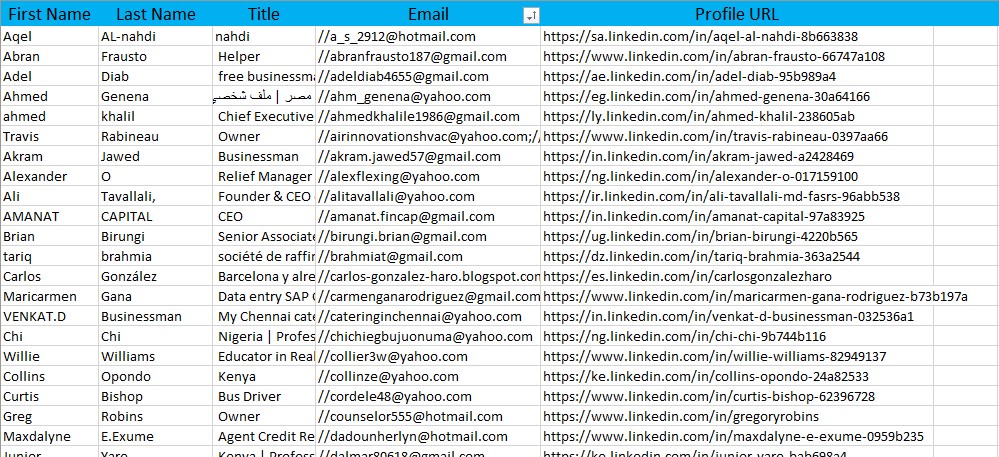 First Name Last Name Title Email Profile URL
Aqel AL-nahdi nahdi //a_s_2912@hotmail.com https://sa.linkedin.com/in/aqel-al-nahdi-8b663838
Abran Frausto Helper //abranfrausto187@gmail.com https://www.linkedin.com/in/abran-frausto-66747a108
Adel Diab free businessma //adeldiab4655@gmail.com https://ae.linkedin.com/in/adel-diab-95b989a4
Ahmed Genena مصر | ملف شخصي //ahm_genena@yahoo.com https://eg.linkedin.com/in/ahmed-genena-30a64166
ahmed khalil Chief Executive //ahmedkhalile1986@gmail.com https://ly.linkedin.com/in/ahmed-khalil-238605ab
Travis Rabineau Owner //airinnovationshvac@yahoo.com;// https://www.linkedin.com/in/travis-rabineau-0397aa66
Akram Jawed Businessman //akram.jawed57@gmail.com https://in.linkedin.com/in/akram-jawed-a2428469
Alexander O Relief Manager //alexflexing@yahoo.com https://ng.linkedin.com/in/alexander-o-017159100
Ali Tavallali, Founder & CEO //alitavallali@yahoo.com https://ir.linkedin.com/in/ali-tavallali-md-fasrs-96abb538
AMANAT CAPITAL CEO //amanat.fincap@gmail.com https://in.linkedin.com/in/amanat-capital-97a83925
Brian Birungi Senior Associate //birungi.brian@gmail.com https://ug.linkedin.com/in/brian-birungi-4220b565
tariq brahmia société de raffin //brahmiat@gmail.com https://dz.linkedin.com/in/tariq-brahmia-363a2544
Carlos González Barcelona y alre //carlos-gonzalez-haro.blogspot.com https://es.linkedin.com/in/carlosgonzalezharo
Maricarmen Gana Data entry SAP //carmenganarodriguez@gmail.com https://www.linkedin.com/in/maricarmen-gana-rodriguez-b73b197a
VENKAT.D Businessman My Chennai cate //cateringinchennai@yahoo.com https://in.linkedin.com/in/venkat-d-businessman-032536a1
Chi Chi Nigeria | Profes //chichiegbujuonuma@yahoo.com https://ng.linkedin.com/in/chi-chi-9b744b116
Willie Williams Educator in Real //collier3w@yahoo.com https://www.linkedin.com/in/willie-williams-82949137
Collins Opondo Kenya //collinze@yahoo.com https://ke.linkedin.com/in/collins-opondo-24a82533
Curtis Bishop Bus Driver //cordele48@yahoo.com https://www.linkedin.com/in/curtis-bishop-62396728
Greg Robins Owner //counselor555@hotmail.com https://www.linkedin.com/in/gregoryrobins
Maxdalyne E.Exume Agent Credit Re //dadounherlyn@hotmail.com https://www.linkedin.com/in/maxdalyne-e-exume-0959b235
Junior Yaro Kenya | Profess //dalmar80618@gmail.com https://ke.linkedin.com/in/junior-yaro-bab698a4